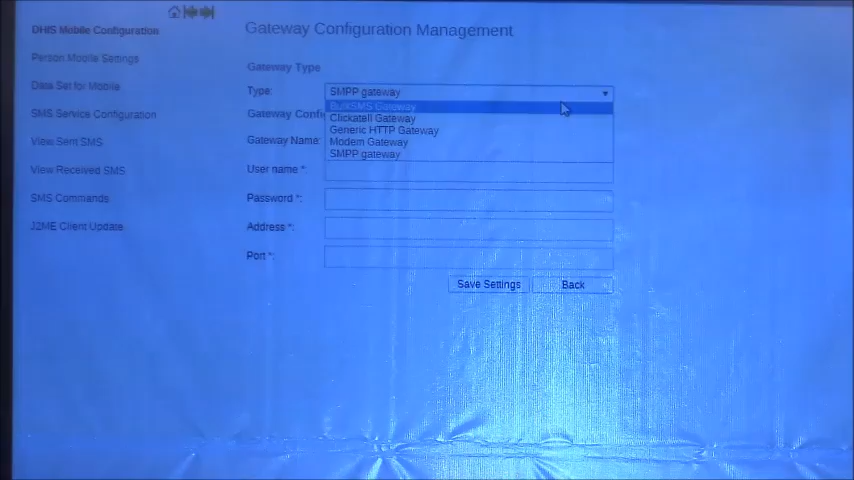 DHIS Mobile Configuration
Person Mobile Settings
Data Set for Mobile
SMS Service Configuration
View Sent SMS
View Received SMS
SMS Commands
J2ME Client Update
Gateway Configuration Management
Gateway Type
Type: SMPP gateway
BulkSMS Gateway
Clickatell Gateway
Generic HTTP Gateway
Modem Gateway
SMPP gateway
Gateway Confi
Gateway Name:
User name *:
Password *:
Address *:
Port *:
Save Settings Back